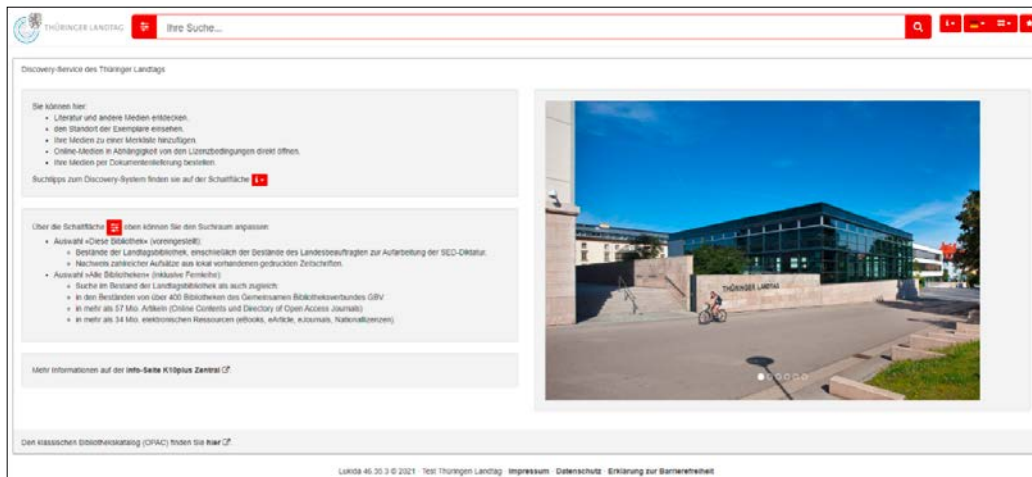 THÜRINGER LANDTAG
Ihre Suche...
Discovery-Service des Thüringer Landtags
Sie können hier:
Literatur und andere Medien entdecken.
den Standort der Exemplare einsehen.
Ihre Medien zu einer Merkliste hinzufügen.
Online-Medien in Abhängigkeit von den Lizenzbedingungen direkt öffnen.
Ihre Medien per Dokumentenlieferung bestellen.
Suchtipps zum Discovery-System finden sie auf der Schaltfläche
Über die Schaltfläche oben können Sie den Suchraum anpassen:
Auswahl »Diese Bibliothek« (voreingestellt):
Bestände der Landtagsbibliothek, einschließlich der Bestände des Landesbeauftragten zur Aufarbeitung der SED-Diktatur.
Nachweis zahlreicher Aufsätze aus lokal vorhandenen gedruckten Zeitschriften.
Auswahl »Alle Bibliotheken« (inklusive Fernleihe):
Suche im Bestand der Landtagsbibliothek als auch zugleich:
in den Beständen von über 400 Bibliotheken des Gemeinsamen Bibliotheksverbundes GBV
in mehr als 57 Mio. Artikeln (Online Contents und Directory of Open Access Journals)
in mehr als 34 Mio. elektronischen Ressourcen (eBooks, eArticle, eJournals, Nationallizenzen).
Mehr Informationen auf der Info-Seite K10plus Zentral
THÜRINGER LANDTAG
Den klassischen Bibliothekskatalog (OPAC) finden Sie hier
Lukida 46.35.3 © 2021 · Test Thüringen Landtag · Impressum · Datenschutz · Erklärung zur Barrierefreiheit